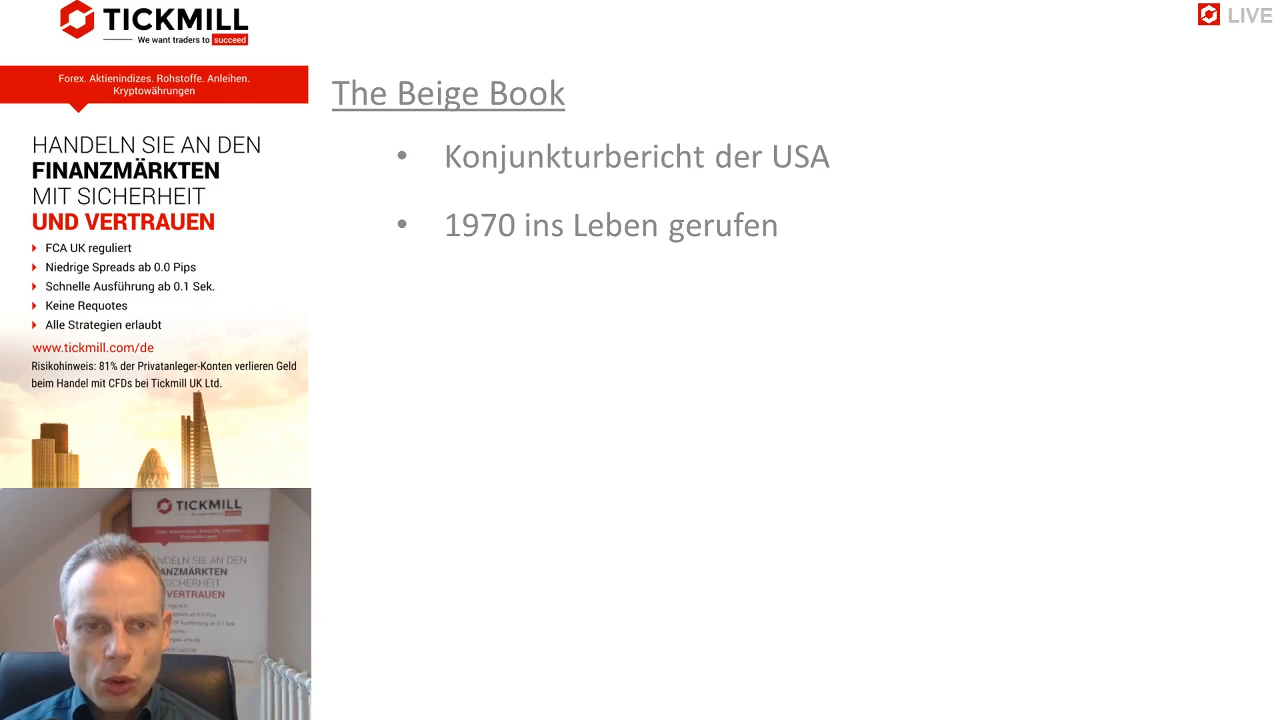 TICKMILL
We want traders to succeed
Forex. Aktienindizes. Rohstoffe. Anleihen.
Kryptowährungen
HANDELN SIE AN DEN
FINANZMÄRKTEN
MIT SICHERHEIT
UND VERTRAUEN
FCA UK reguliert
Niedrige Spreads ab 0.0 Pips
Schnelle Ausführung ab 0.1 Sek.
Keine Requotes
Alle Strategien erlaubt
www.tickmill.com/de
Risikohinweis: 81% der Privatanleger-Konten verlieren Geld
beim Handel mit CFDs bei Tickmill UK Ltd.
LIVE
The Beige Book
• Konjunkturbericht der USA
• 1970 ins Leben gerufen
TICKMILL
NDELN SIE AN DEN
ANZMÄRKTEN
SICHERHEIT
VERTRAUEN